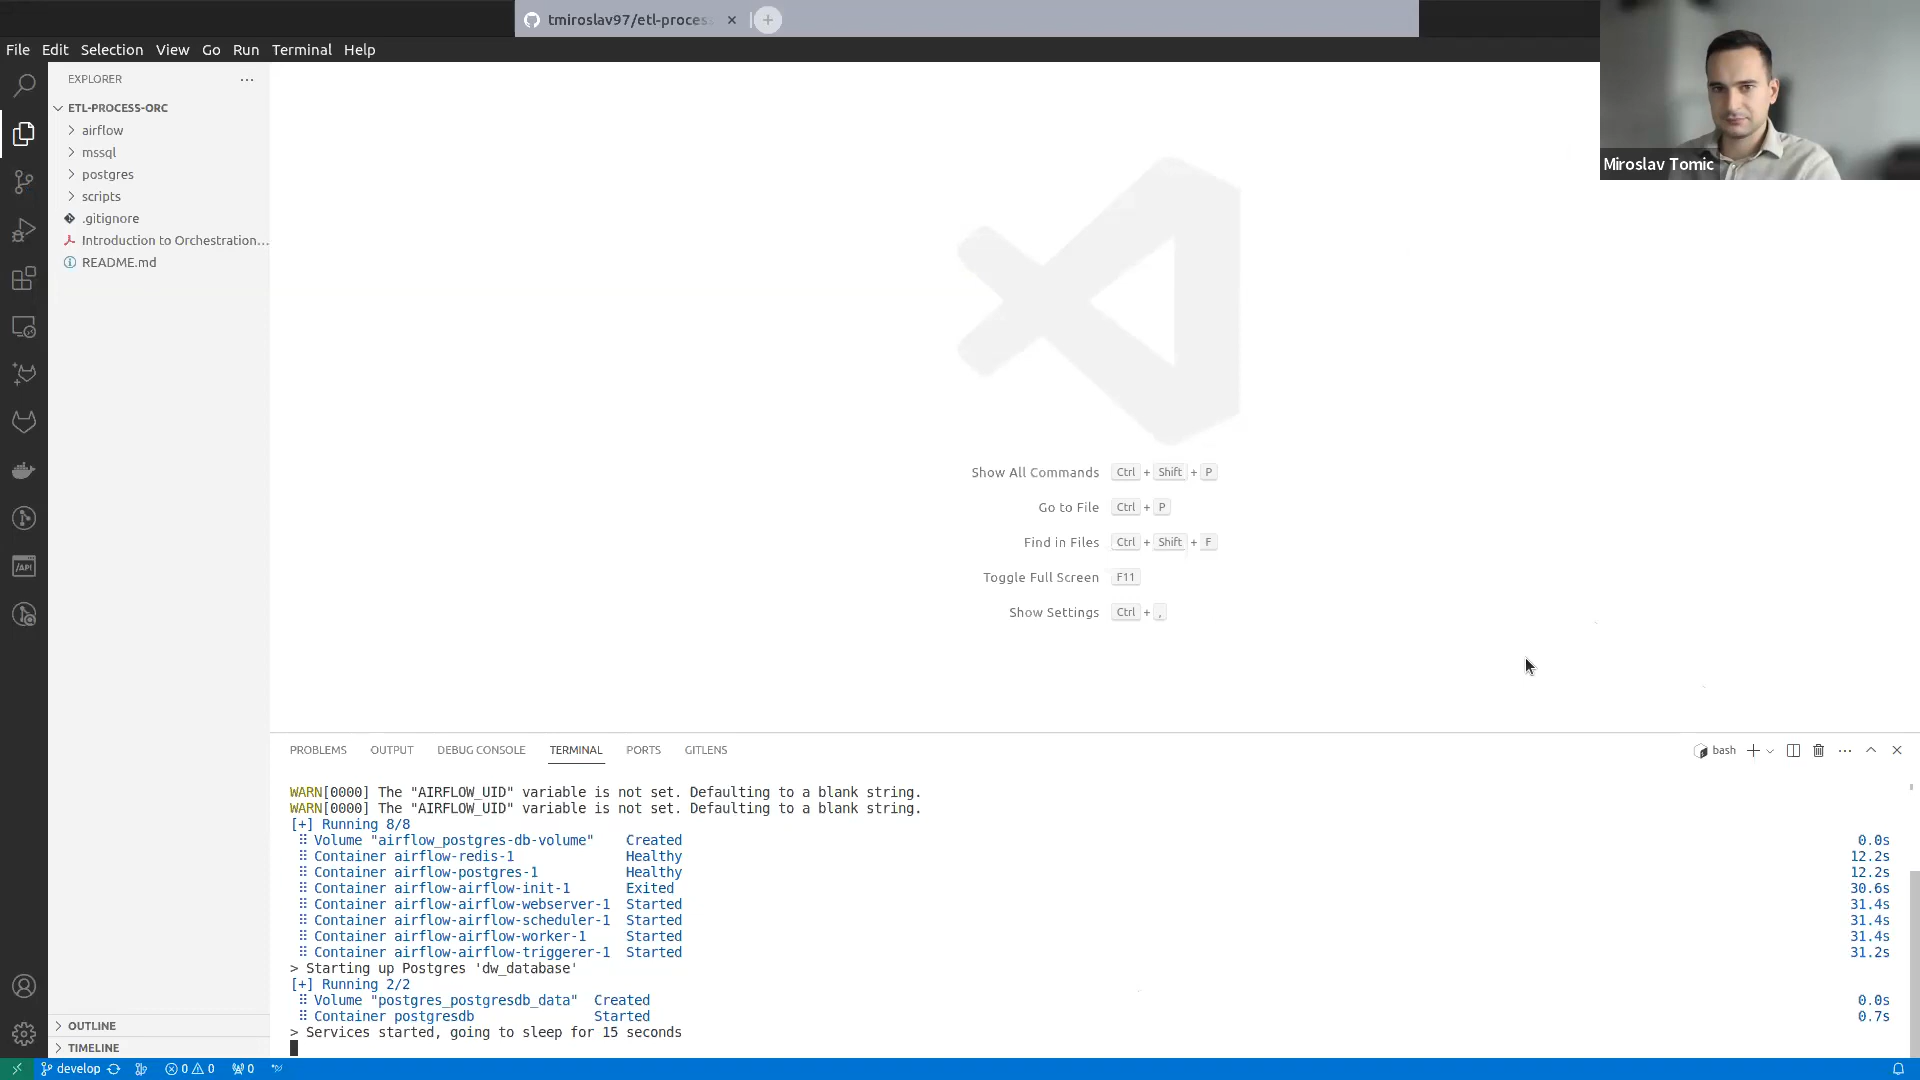 tmiroslav97/etl-proces
File Edit Selection View Go Run Terminal Help
Miroslav Tomic
EXPLORER
ETL-PROCESS-ORC
airflow
mssql
postgres
scripts
.gitignore
Introduction to Orchestration...
README.md
OUTLINE
TIMELINE
/API
Show All Commands Ctrl + Shift + P
Go to File Ctrl + P
Find in Files Ctrl + Shift + F
Toggle Full Screen F11
Show Settings Ctrl + ,
PROBLEMS OUTPUT DEBUG CONSOLE TERMINAL PORTS GITLENS bash
WARN[0000] The "AIRFLOW_UID" variable is not set. Defaulting to a blank string.
WARN[0000] The "AIRFLOW_UID" variable is not set. Defaulting to a blank string.
[+] Running 8/8
⠿ Volume "airflow_postgres-db-volume" Created 0.0s
⠿ Container airflow-redis-1 Healthy 12.2s
⠿ Container airflow-postgres-1 Healthy 12.2s
⠿ Container airflow-airflow-init-1 Exited 30.6s
⠿ Container airflow-airflow-webserver-1 Started 31.4s
⠿ Container airflow-airflow-scheduler-1 Started 31.4s
⠿ Container airflow-airflow-worker-1 Started 31.4s
⠿ Container airflow-airflow-triggerer-1 Started 31.2s
> Starting up Postgres 'dw_database'
[+] Running 2/2
⠿ Volume "postgres_postgresdb_data" Created 0.0s
⠿ Container postgresdb Started 0.7s
> Services started, going to sleep for 15 seconds
develop 0 0 0